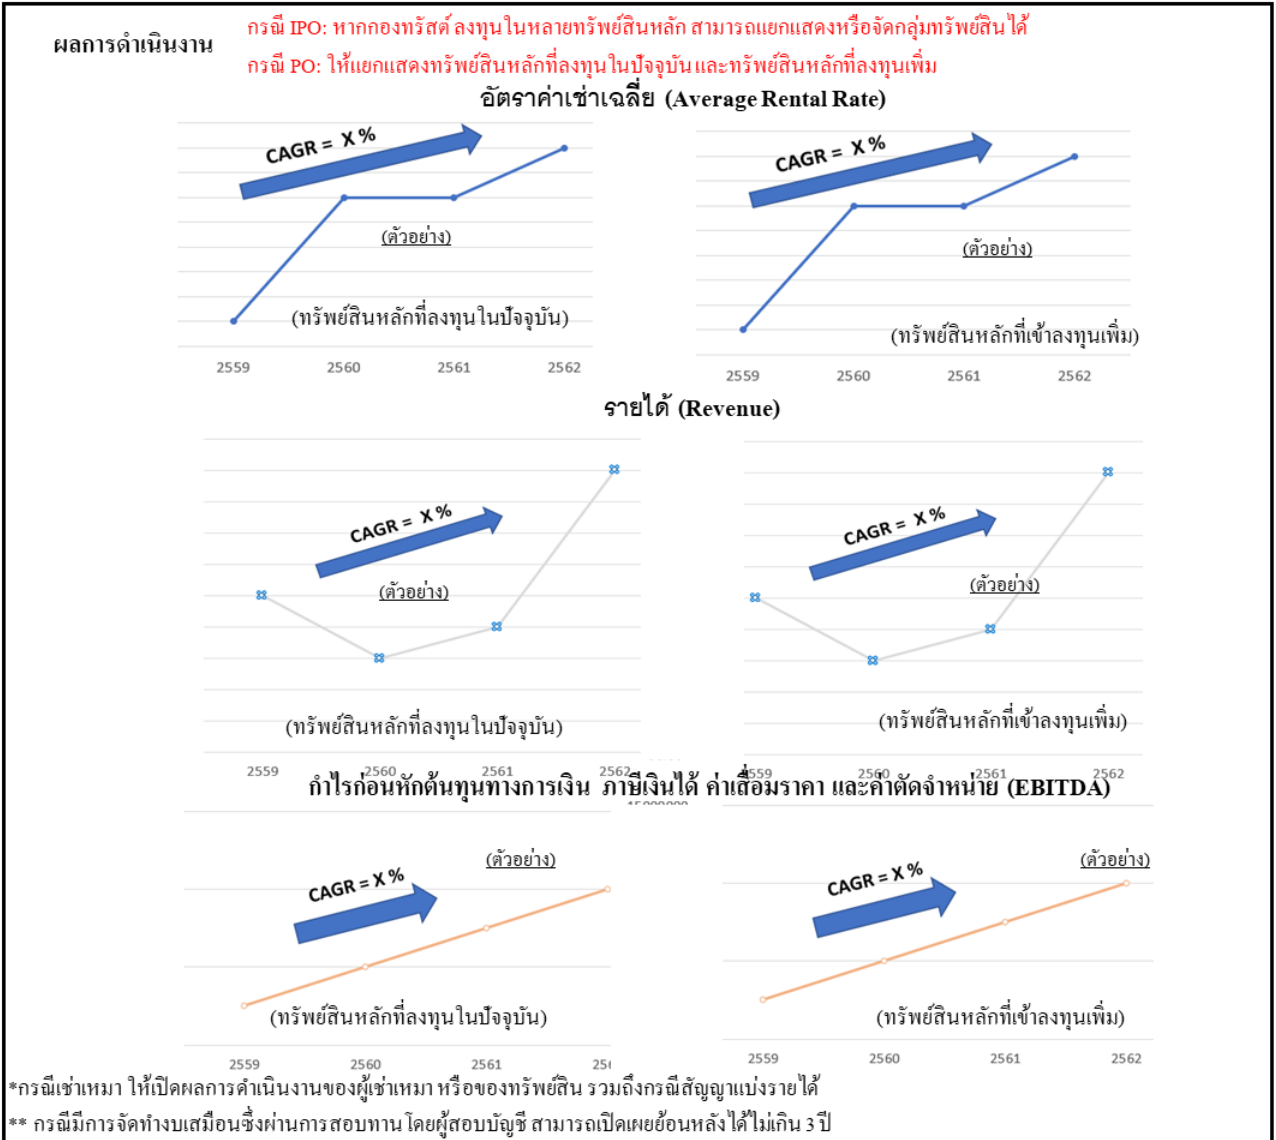 ผลการดำเนินงาน
กรณี IPO: หากกองทรัสต์ ลงทุนในหลายทรัพย์สินหลัก สามารถแยกแสดงหรือจัดกลุ่มทรัพย์สินได้
กรณี PO: ให้แยกแสดงทรัพย์สินหลักที่ลงทุนในปัจจุบันและทรัพย์สินหลักที่ลงทุนเพิ่ม
อัตราค่าเช่าเฉลี่ย (Average Rental Rate)
CAGR = X %
(ตัวอย่าง)
(ทรัพย์สินหลักที่ลงทุนในปัจจุบัน)
2559 2560 2561 2562
CAGR = X %
(ตัวอย่าง)
(ทรัพย์สินหลักที่เข้าลงทุนเพิ่ม)
2559 2560 2561 2562
รายได้ (Revenue)
CAGR = X %
(ตัวอย่าง)
(ทรัพย์สินหลักที่ลงทุนในปัจจุบัน)
2559 2560 2561 2562
CAGR = X %
(ตัวอย่าง)
(ทรัพย์สินหลักที่เข้าลงทุนเพิ่ม)
2559 2560 2561 2562
กำไรก่อนหักต้นทุนทางการเงิน ภาษีเงินได้ ค่าเสื่อมราคา และค่าตัดจำหน่าย (EBITDA)
CAGR = X %
(ตัวอย่าง)
(ทรัพย์สินหลักที่ลงทุนในปัจจุบัน)
2559 2560 2561
CAGR = X %
(ตัวอย่าง)
(ทรัพย์สินหลักที่เข้าลงทุนเพิ่ม)
2559 2560 2561 2562
*กรณีเช่าเหมา ให้เปิดผลการดำเนินงานของผู้เช่าเหมา หรือของทรัพย์สิน รวมถึงกรณีสัญญาแบ่งรายได้
** กรณีมีการจัดทำงบเสมือนซึ่งผ่านการสอบทาน โดยผู้สอบบัญชี สามารถเปิดเผยย้อนหลังได้ไม่เกิน 3 ปี